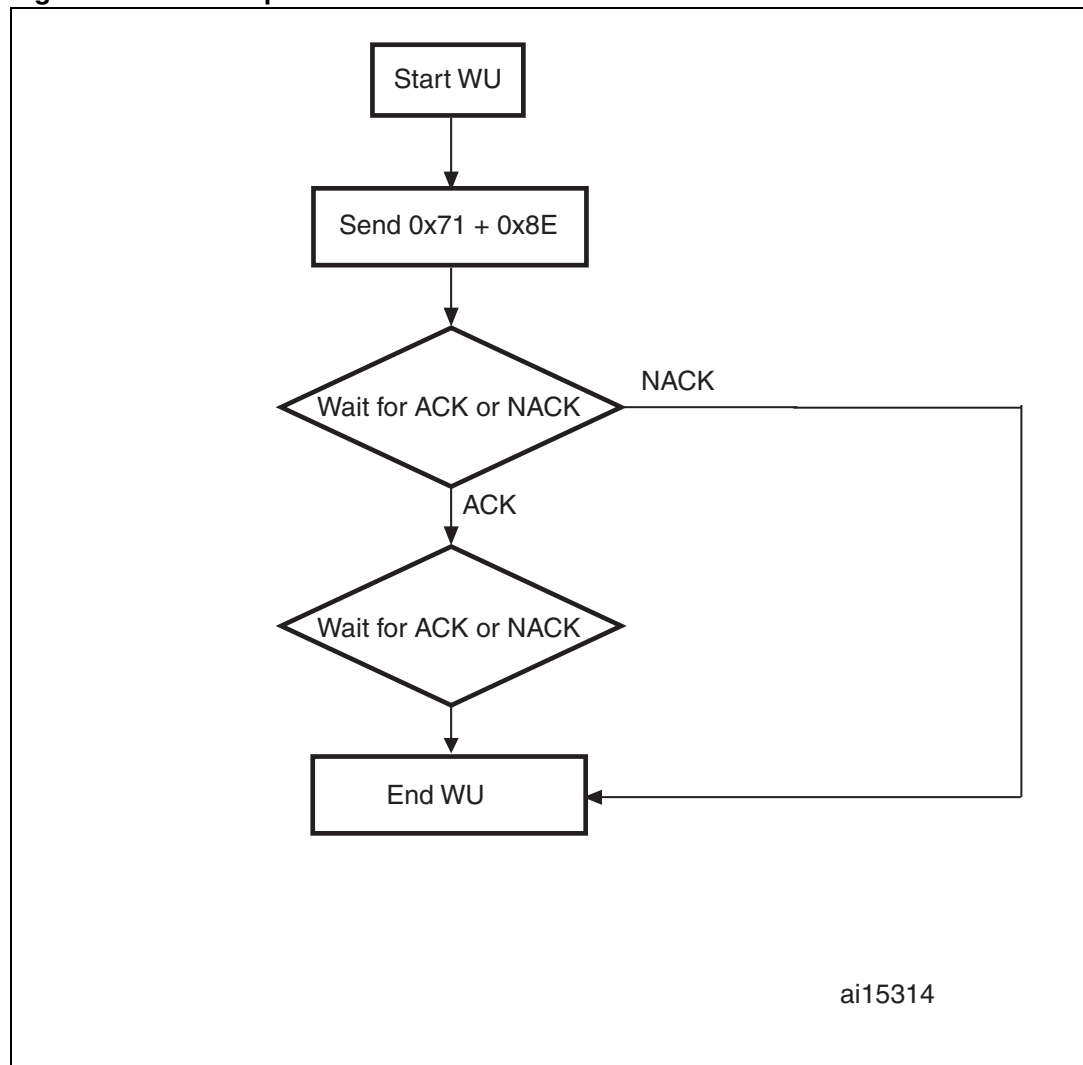 Start WU
Send 0x71 + 0x8E
Wait for ACK or NACK
NACK
ACK
Wait for ACK or NACK
End WU
ai15314